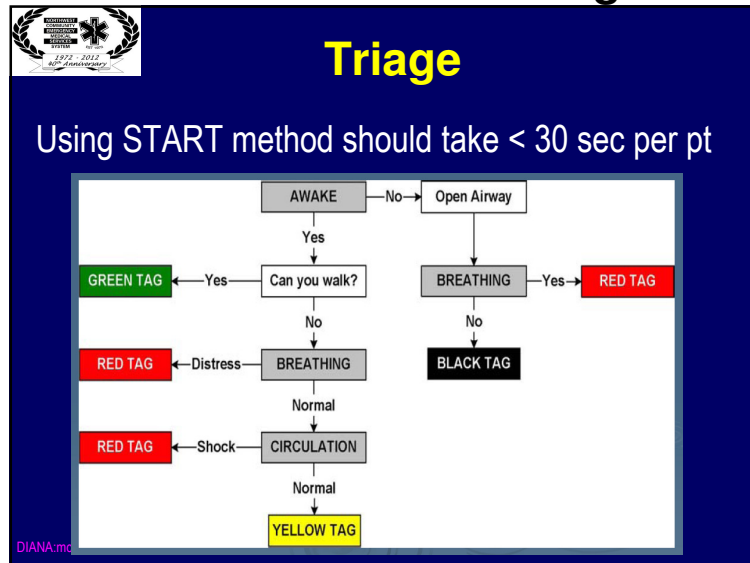 NORTHWEST
COMMUNITY
EMERGENCY
MEDICAL
SERVICES
SYSTEM
EST 1972
1972 - 2012
40th Anniversary
Triage
Using START method should take < 30 sec per pt
AWAKE
No
Open Airway
Yes
GREEN TAG
Yes
Can you walk?
BREATHING
Yes
RED TAG
No
No
RED TAG
Distress
BREATHING
BLACK TAG
Normal
RED TAG
Shock
CIRCULATION
Normal
YELLOW TAG